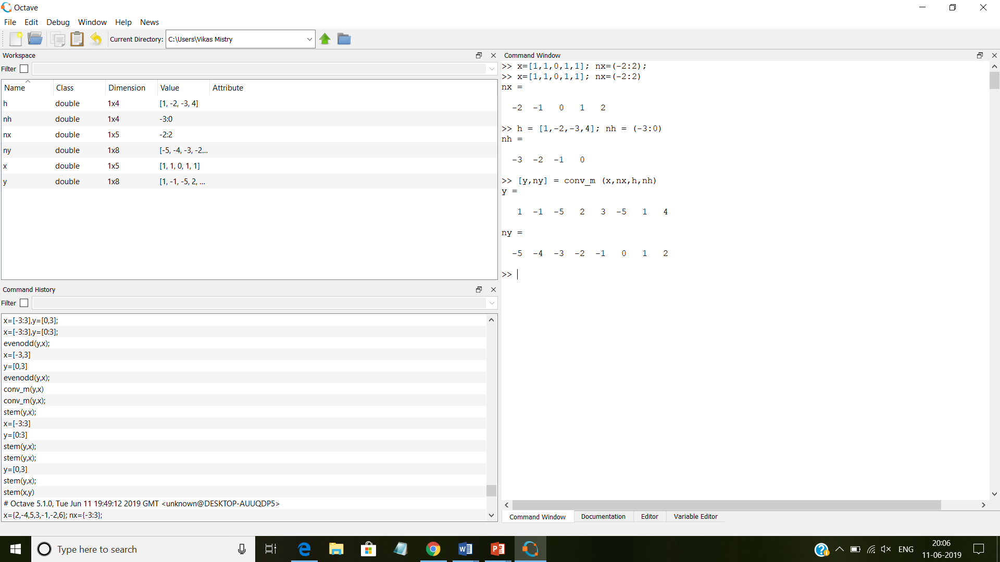 Octave
File Edit Debug Window Help News
Current Directory: C:\Users\Vikas Mistry
Workspace
Filter
Name Class Dimension Value Attribute
h double 1x4 [1, -2, -3, 4]
nh double 1x4 -3:0
nx double 1x5 -2:2
ny double 1x8 [-5, -4, -3, -2...
x double 1x5 [1, 1, 0, 1, 1]
y double 1x8 [1, -1, -5, 2, ...
Command History
Filter
x=[-3:3],y=[0,3];
x=[-3:3],y=[0:3];
evenodd(y,x);
x=[-3,3]
y=[0,3]
evenodd(y,x);
conv_m(y,x)
conv_m(y,x);
stem(y,x);
x=[-3:3]
y=[0:3]
stem(y,x);
stem(y,x);
y=[0,3]
stem(y,x);
stem(x,y)
# Octave 5.1.0, Tue Jun 11 19:49:12 2019 GMT <unknown@DESKTOP-AUUQDP5>
x={2,-4,5,3,-1,-2,6}; nx={-3:3};
Command Window
>> x=[1,1,0,1,1]; nx=(-2:2);
>> x=[1,1,0,1,1]; nx=(-2:2)
nx =
-2 -1 0 1 2
>> h = [1,-2,-3,4]; nh = (-3:0)
nh =
-3 -2 -1 0
>> [y,ny] = conv_m (x,nx,h,nh)
y =
1 -1 -5 2 3 -5 1 4
ny =
-5 -4 -3 -2 -1 0 1 2
>>
Command Window Documentation Editor Variable Editor
Type here to search
ENG
20:06
11-06-2019